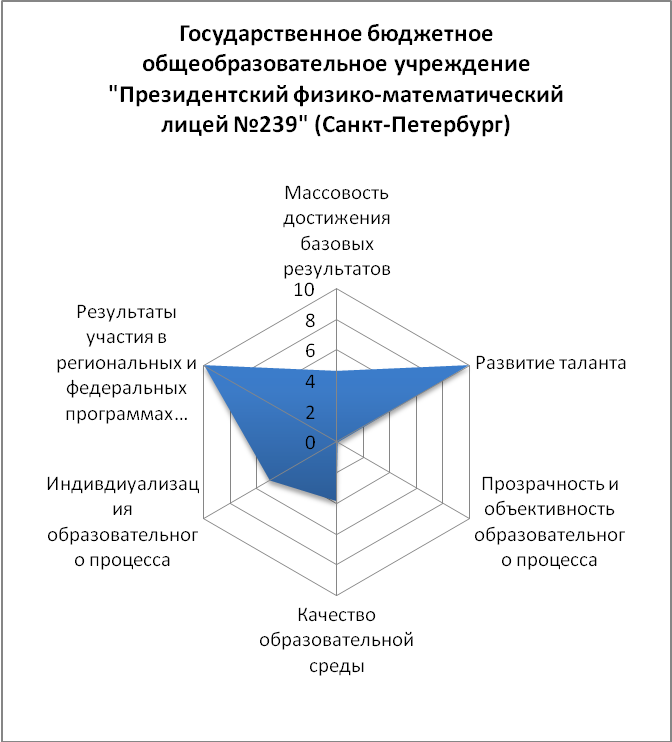 Государственное бюджетное
общеобразовательное учреждение
"Президентский физико-математический
лицей №239" (Санкт-Петербург)
Массовость
достижения
базовых
результатов
10
8
6
4
2
0
Развитие таланта
Прозрачность и
объективность
образовательног
о процесса
Качество
образовательной
среды
Индивдиуализац
ия
образовательног
о процесса
Результаты
участия в
региональных и
федеральных
программах...